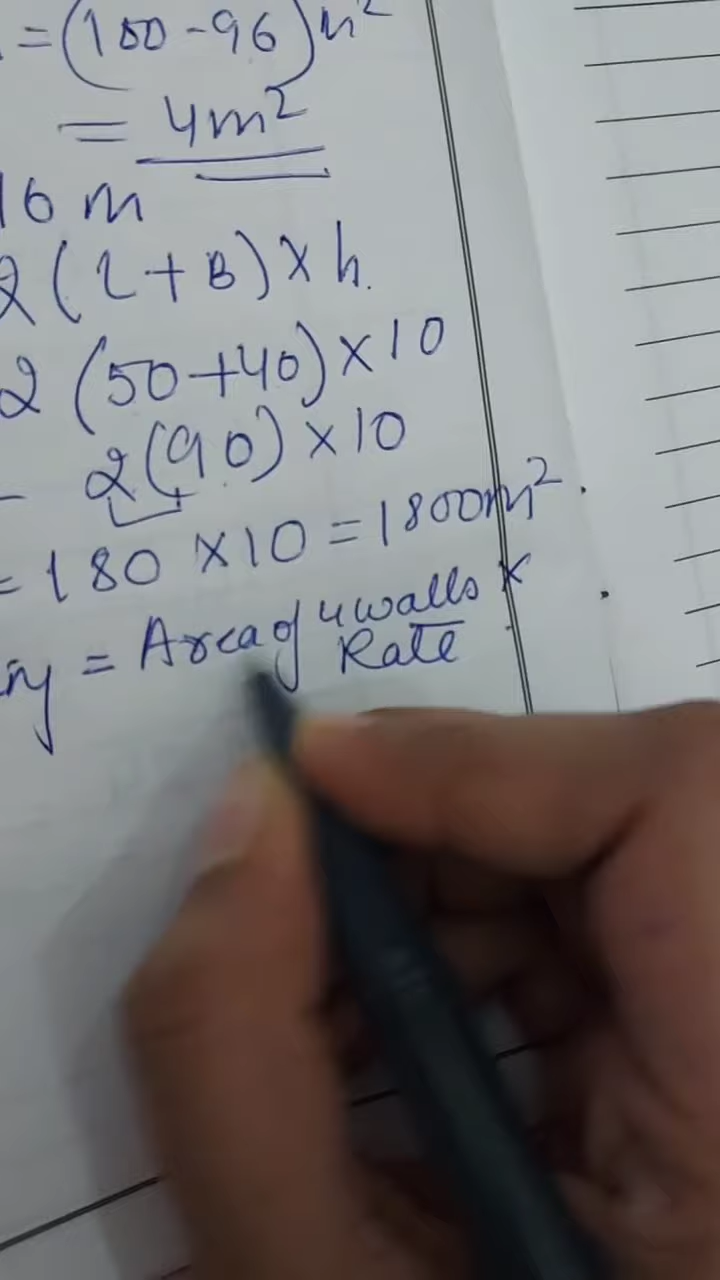 = (100-96) m²
= 4m²
16 m
2 (l+B) × h.
2 (50+40) × 10
- 2(90) × 10
= 180 × 10 = 1800m².
= Area of 4 walls ×
Rate